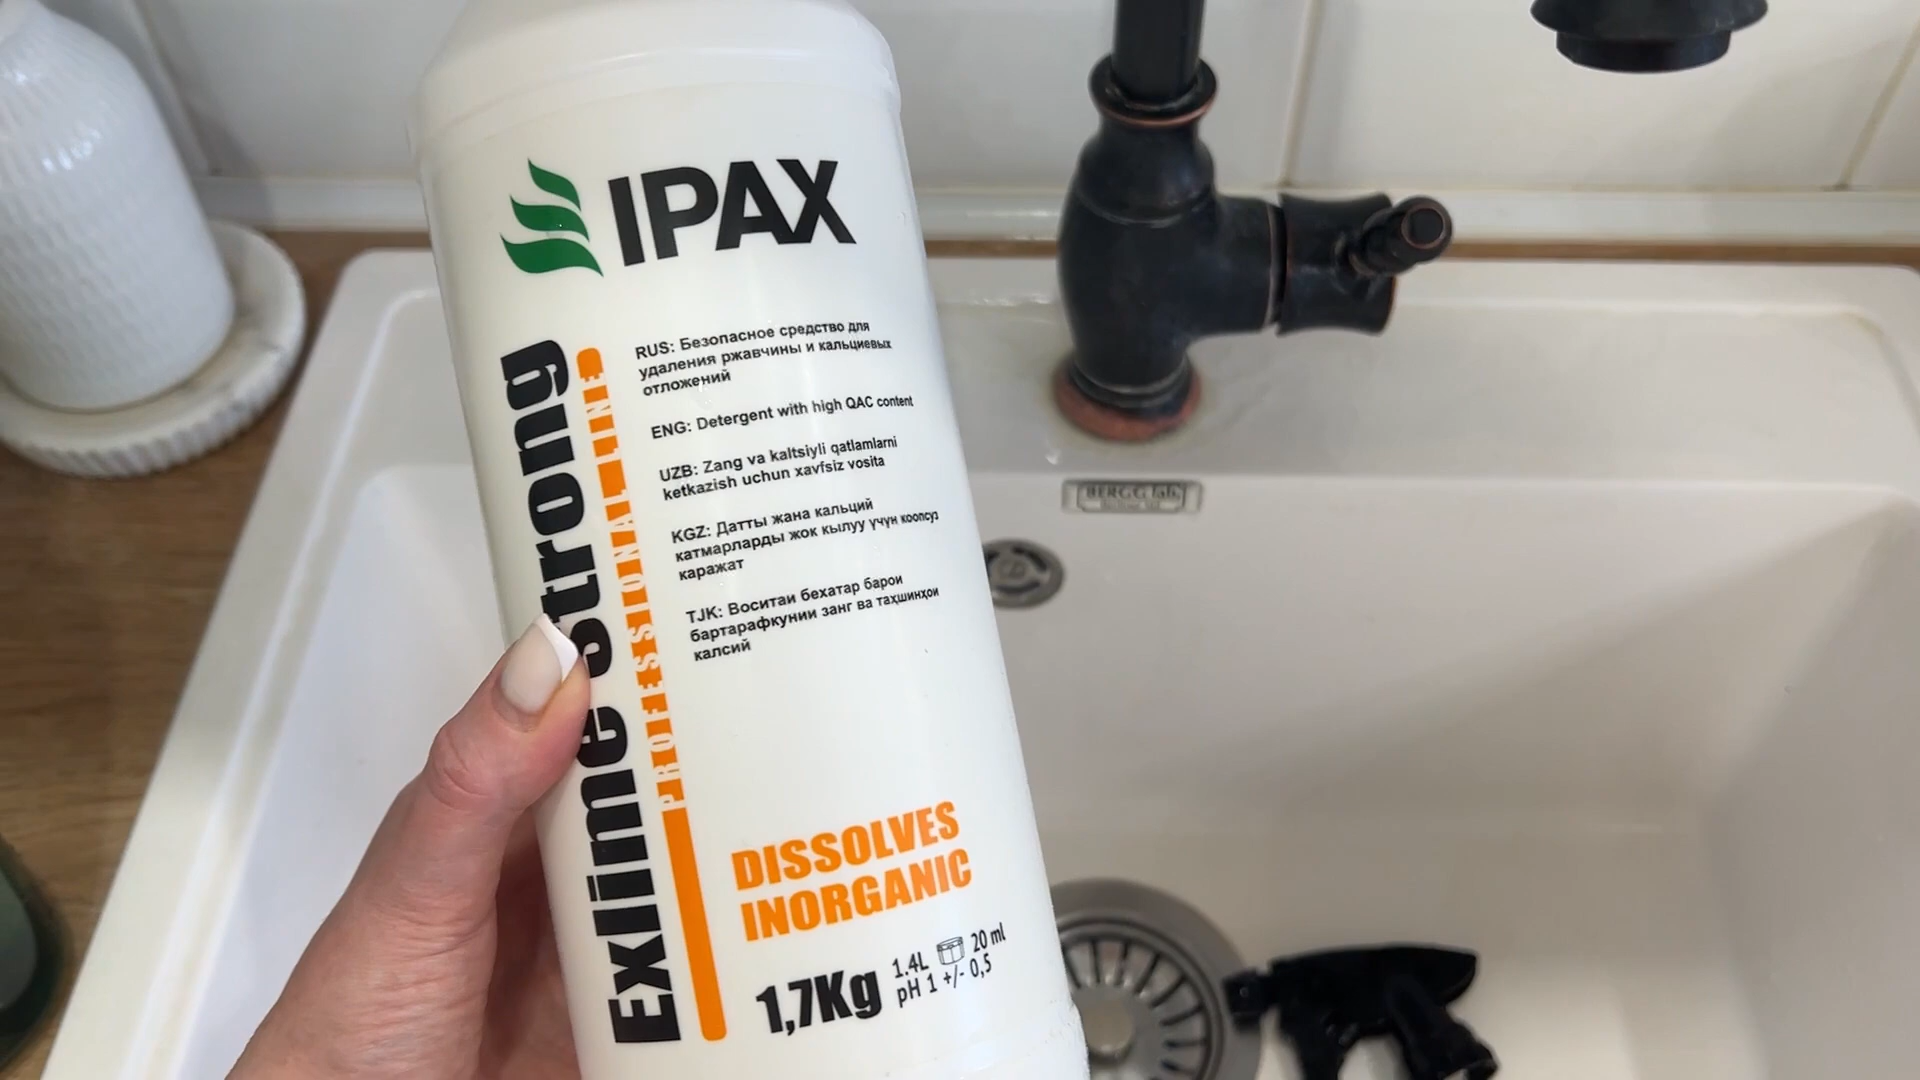 IPAX
Exlime Strong
PROFESSIONAL LINE
RUS: Безопасное средство для
удаления ржавчины и кальциевых
отложений
ENG: Detergent with high QAC content
UZB: Zang va kaltsiyli qatlamlarni
ketkazish uchun xavfsiz vosita
KGZ: Датты жана кальций
катмарларды жок кылуу үчүн коопсуз
каражат
TJK: Воситаи бехатар барои
бартарафкунии занг ва таҳшинҳои
калсий
DISSOLVES
INORGANIC
1,7Kg
1.4L 20 ml
pH 1 +/- 0,5
BERGG